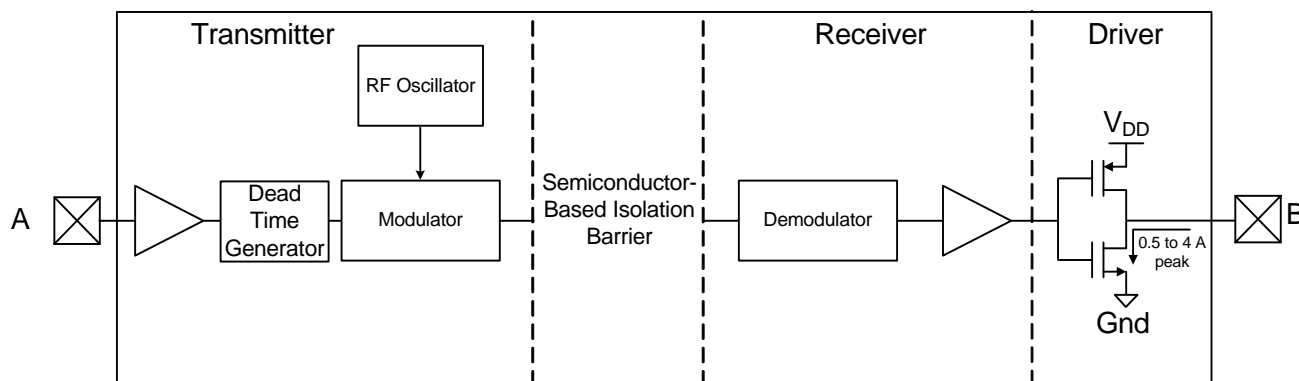 Transmitter
Receiver
Driver
RF Oscillator
V_DD
A
Dead
Time
Generator
Modulator
Semiconductor-
Based Isolation
Barrier
Demodulator
B
0.5 to 4 A
peak
Gnd